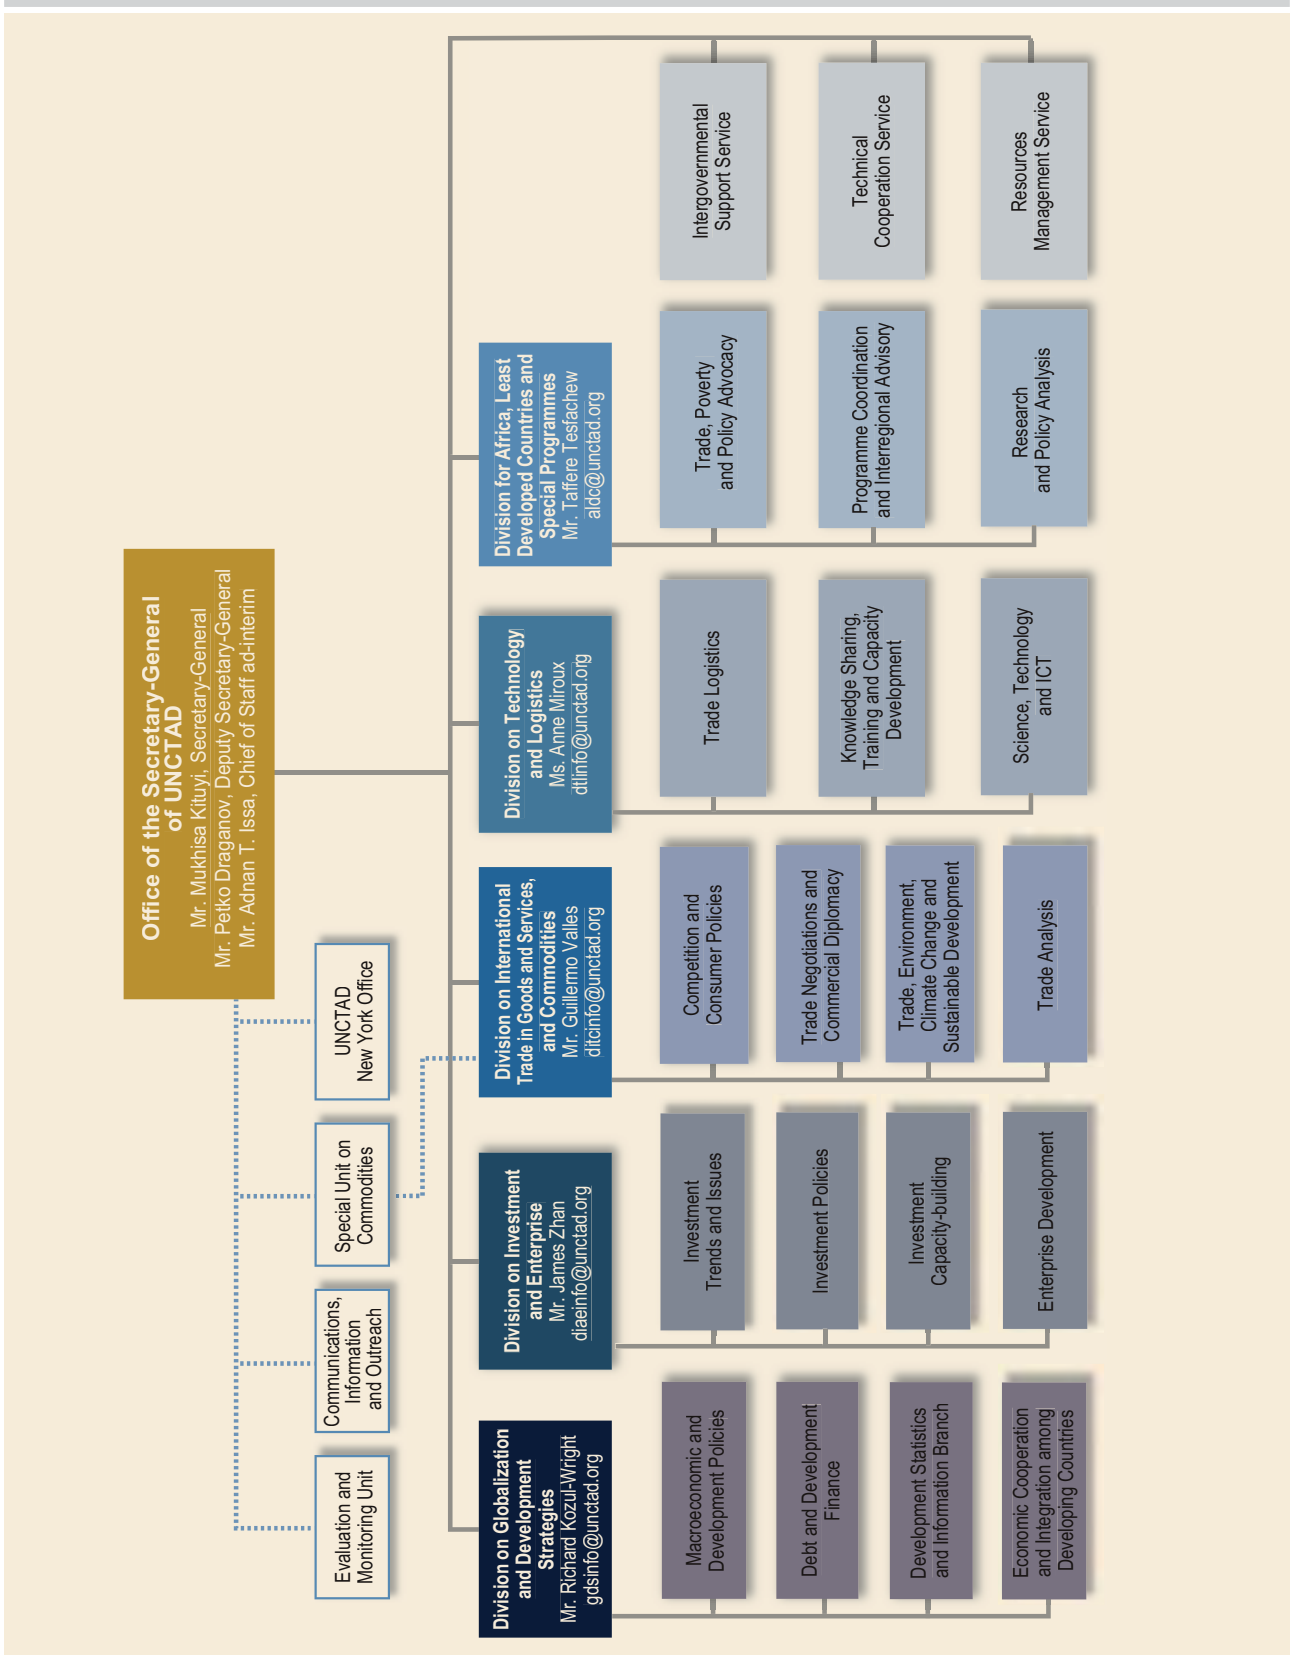 Office of the Secretary-General
of UNCTAD
Mr. Mukhisa Kituyi, Secretary-General
Mr. Petko Draganov, Deputy Secretary-General
Mr. Adnan T. Issa, Chief of Staff ad-interim
Evaluation and
Monitoring Unit
Communications,
Information
and Outreach
Special Unit on
Commodities
UNCTAD
New York Office
Division on Globalization
and Development
Strategies
Mr. Richard Kozul-Wright
gdsinfo@unctad.org
Macroeconomic and
Development Policies
Debt and Development
Finance
Development Statistics
and Information Branch
Economic Cooperation
and Integration among
Developing Countries
Division on Investment
and Enterprise
Mr. James Zhan
diaeinfo@unctad.org
Investment
Trends and Issues
Investment Policies
Investment
Capacity-building
Enterprise Development
Division on International
Trade in Goods and Services,
and Commodities
Mr. Guillermo Valles
ditcinfo@unctad.org
Competition and
Consumer Policies
Trade Negotiations and
Commercial Diplomacy
Trade, Environment,
Climate Change and
Sustainable Development
Trade Analysis
Division on Technology
and Logistics
Ms. Anne Miroux
dtlinfo@unctad.org
Trade Logistics
Knowledge Sharing,
Training and Capacity
Development
Science, Technology
and ICT
Division for Africa, Least
Developed Countries and
Special Programmes
Mr. Taffere Tesfachew
aldc@unctad.org
Trade, Poverty
and Policy Advocacy
Programme Coordination
and Interregional Advisory
Research
and Policy Analysis
Intergovernmental
Support Service
Technical
Cooperation Service
Resources
Management Service